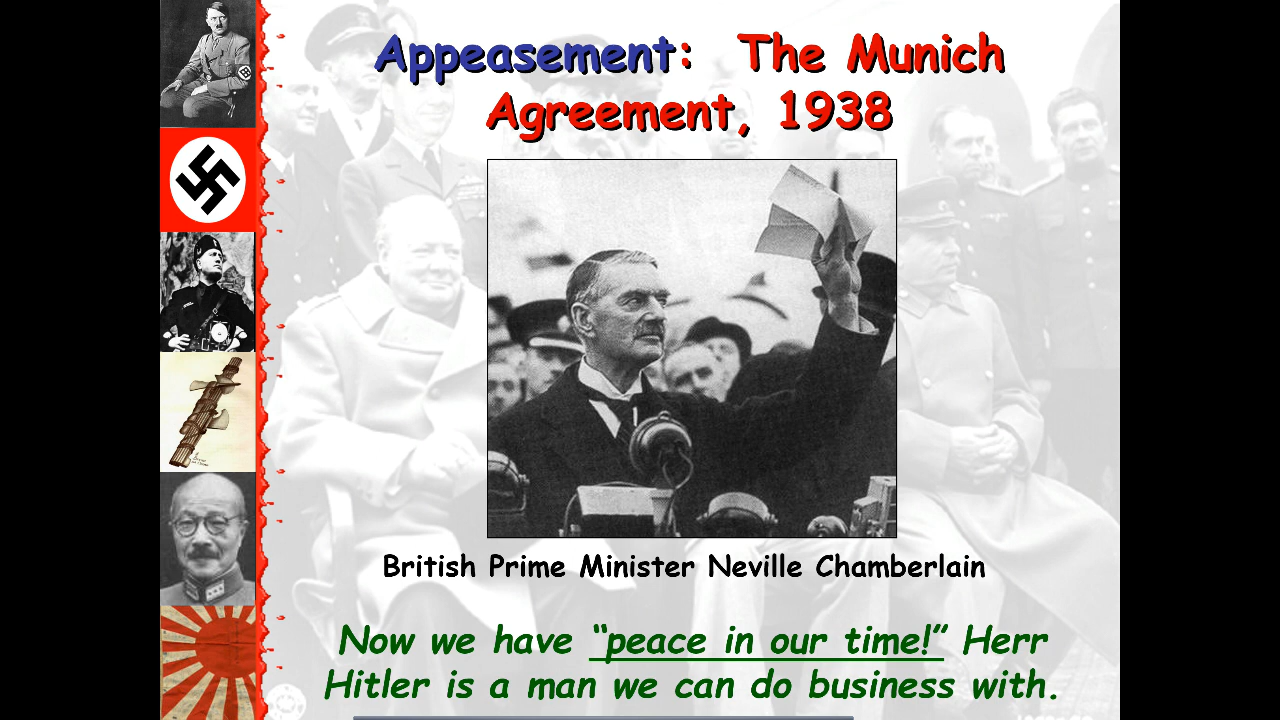 Appeasement: The Munich
Agreement, 1938
British Prime Minister Neville Chamberlain
Now we have “peace in our time!” Herr
Hitler is a man we can do business with.